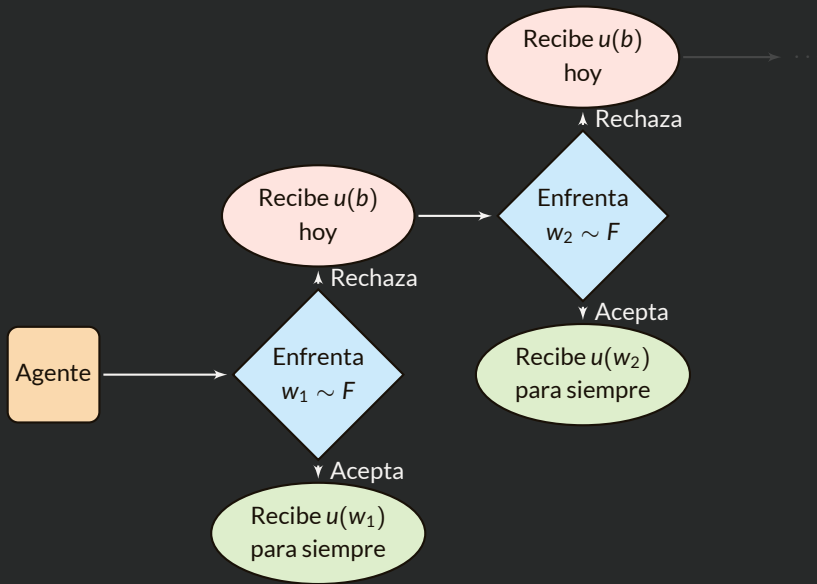 Recibe u(b)
hoy
Rechaza
Enfrenta
w₂ ∼ F
Acepta
Recibe u(w₂)
para siempre
Recibe u(b)
hoy
Rechaza
Agente
Enfrenta
w₁ ∼ F
Acepta
Recibe u(w₁)
para siempre